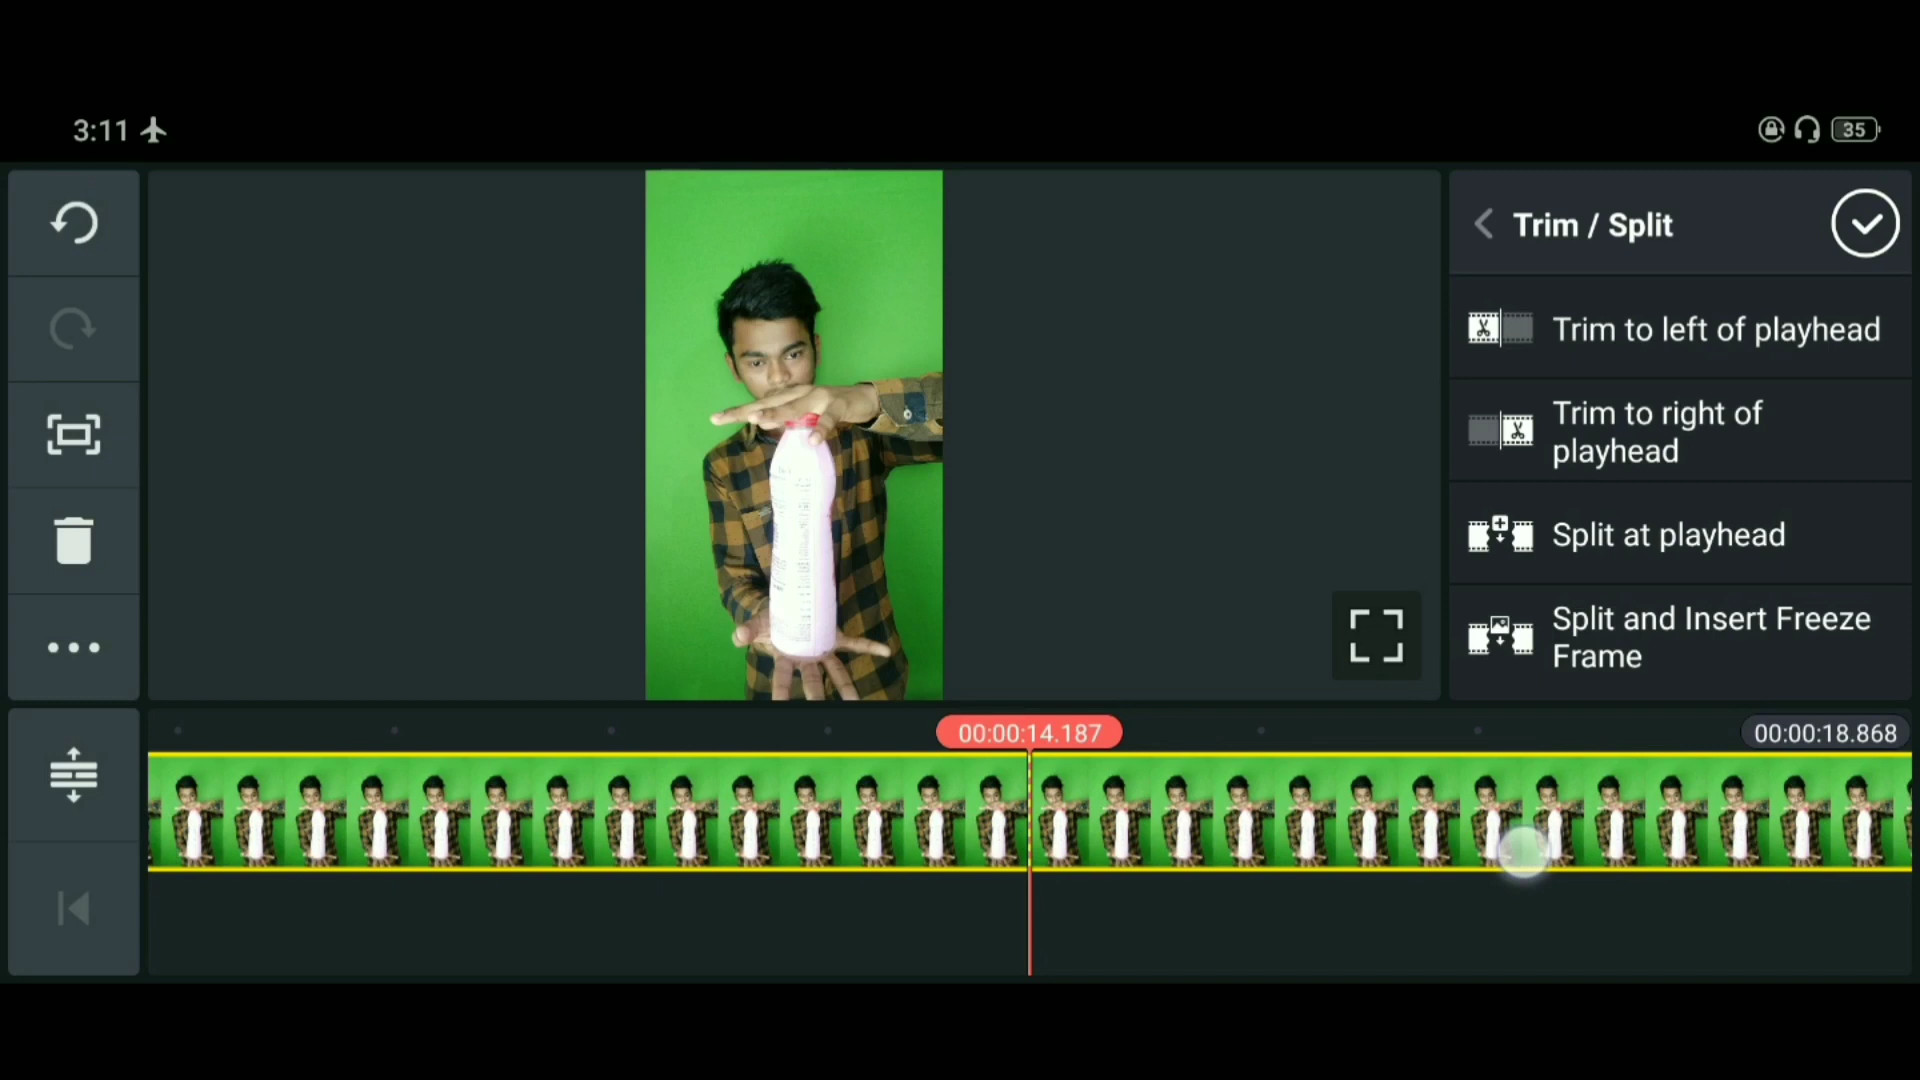 3:11
35
Trim / Split
Trim to left of playhead
Trim to right of
playhead
Split at playhead
Split and Insert Freeze
Frame
00:00:14.187
00:00:18.868